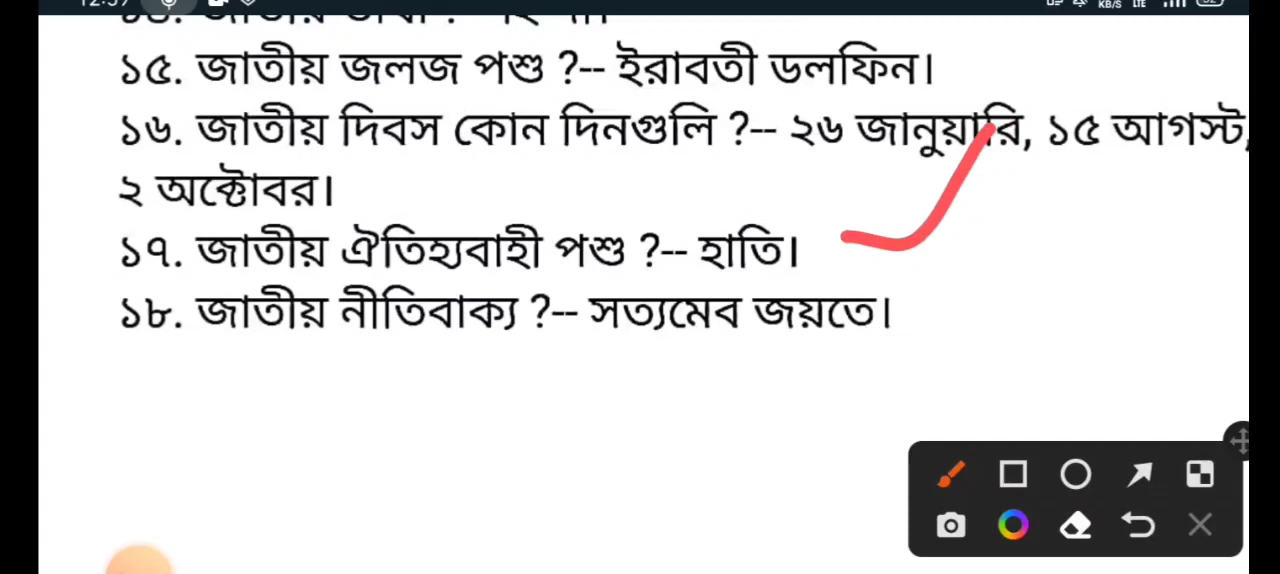 ১৫. জাতীয় জলজ পশু ?-- ইরাবতী ডলফিন।
১৬. জাতীয় দিবস কোন দিনগুলি ?-- ২৬ জানুয়ারি, ১৫ আগস্ট,
২ অক্টোবর।
১৭. জাতীয় ঐতিহ্যবাহী পশু ?-- হাতি।
১৮. জাতীয় নীতিবাক্য ?-- সত্যমেব জয়তে।